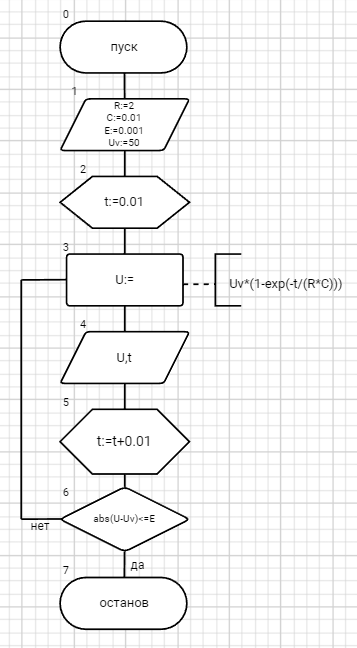 0
пуск
1
R:=2
C:=0.01
E:=0.001
Uv:=50
2
t:=0.01
3
U:=
Uv*(1-exp(-t/(R*C)))
4
U,t
5
t:=t+0.01
6
abs(U-Uv)<=E
нет
да
7
останов